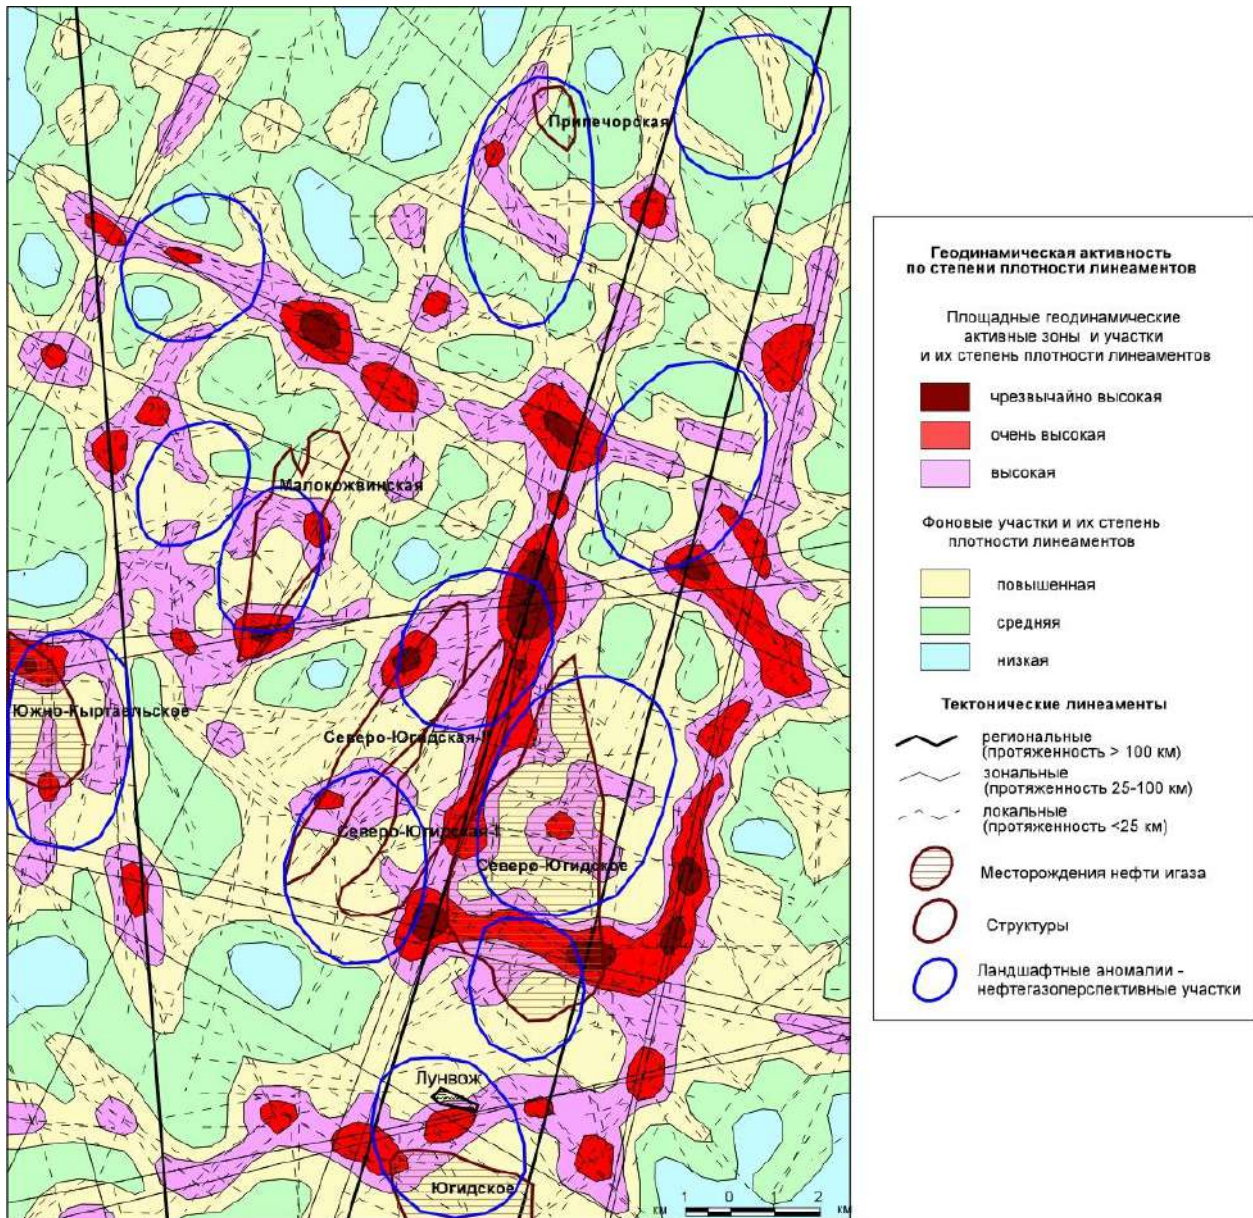 Припечорская
Малокожвинская
Южно-Кыртаельское
Северо-Югидская-II
Северо-Югидская-I
Северо-Югидское
Лунвож
Югидское
1 0 1 2
км км
Геодинамическая активность
по степени плотности линеаментов
Площадные геодинамические
активные зоны и участки
и их степень плотности линеаментов
чрезвычайно высокая
очень высокая
высокая
Фоновые участки и их степень
плотности линеаментов
повышенная
средняя
низкая
Тектонические линеаменты
региональные
(протяженность > 100 км)
зональные
(протяженность 25-100 км)
локальные
(протяженность <25 км)
Месторождения нефти игаза
Структуры
Ландшафтные аномалии -
нефтегазоперспективные участки